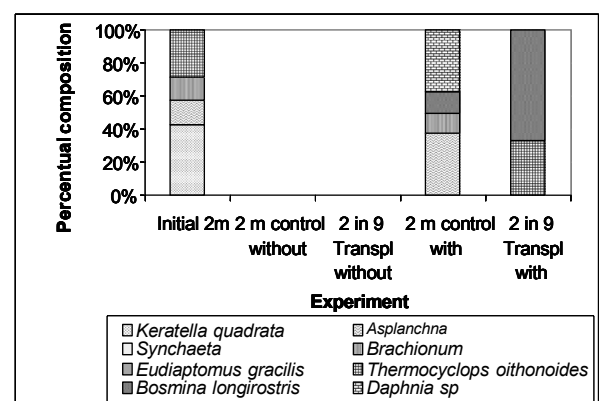 100%
80%
60%
40%
20%
0%
Percentual composition
Initial 2m 2 m control 2 in 9 2 m control 2 in 9
without Transpl with Transpl
without with
Experiment
Keratella quadrata Asplanchna
Synchaeta Brachionum
Eudiaptomus gracilis Thermocyclops oithonoides
Bosmina longirostris Daphnia sp